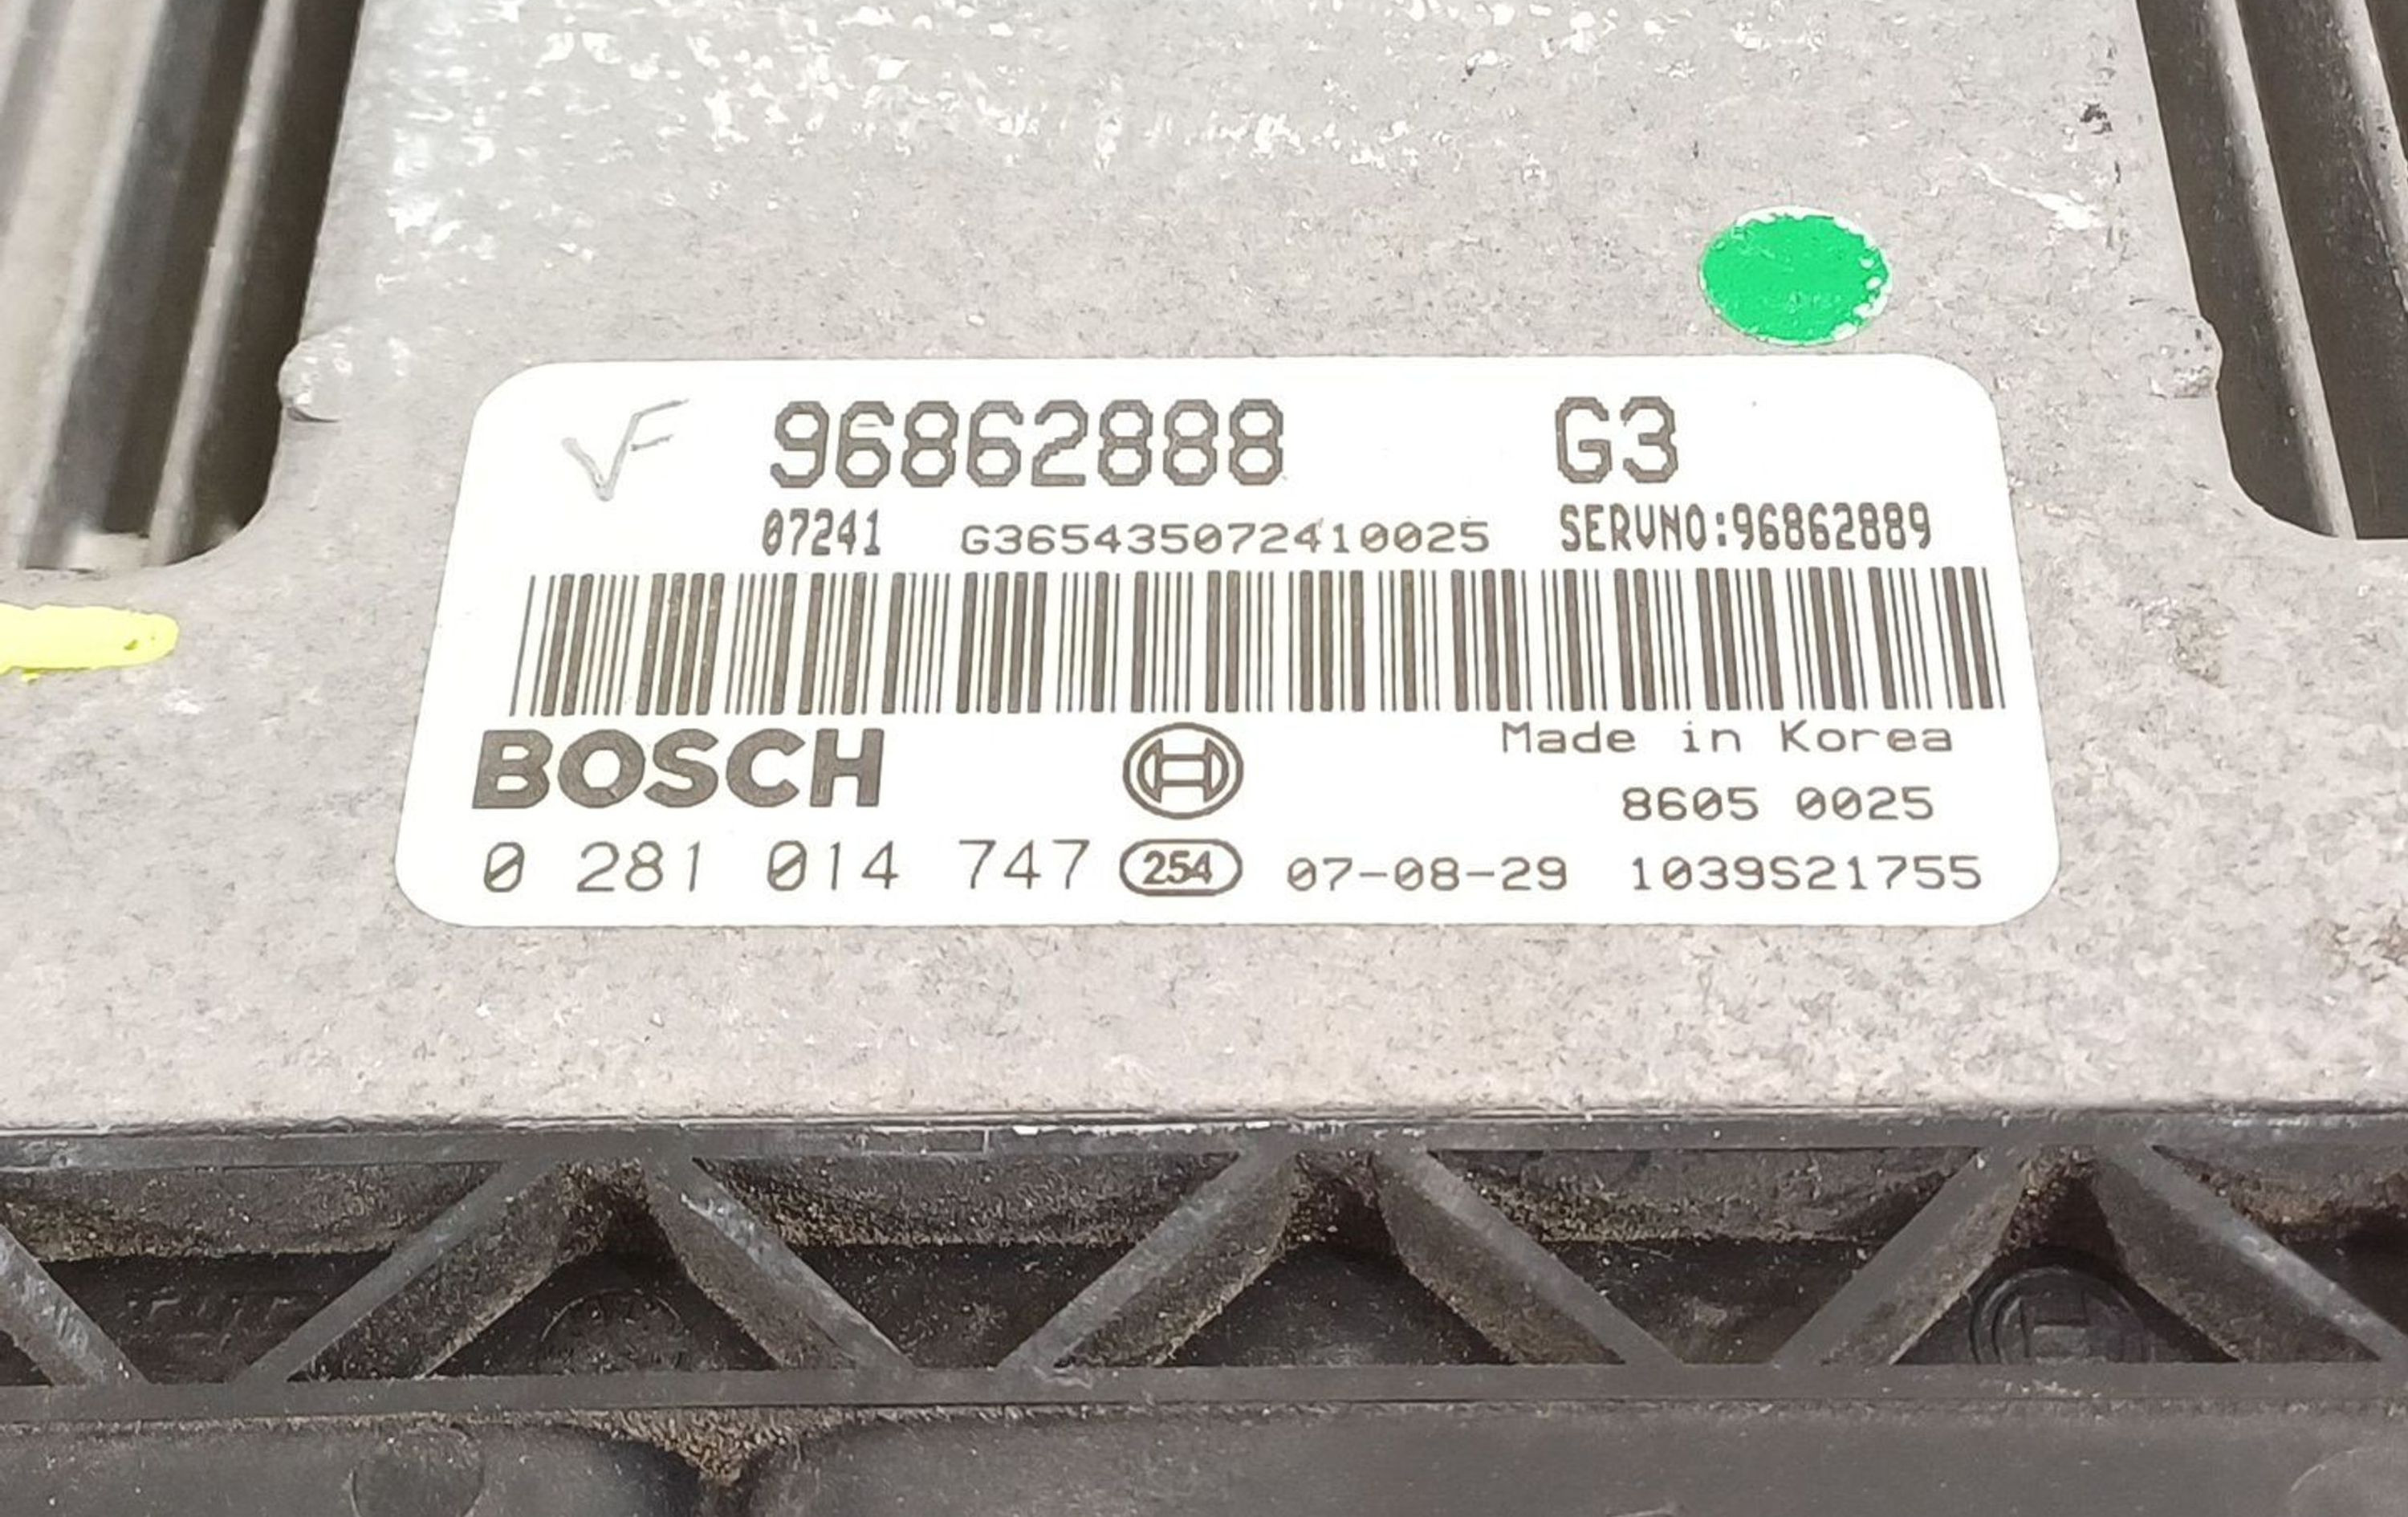 VF 96862888 G3
07241 G365435072410025 SERVNO:96862889
BOSCH Made in Korea
8605 0025
0 281 014 747 254 07-08-29 1039S21755